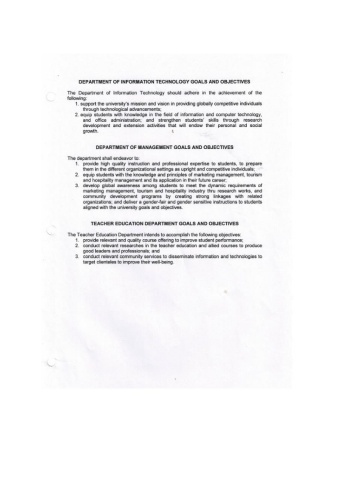 DEPARTMENT OF INFORMATION TECHNOLOGY GOALS AND OBJECTIVES
The Department of Information Technology should adhere in the achievement of the
following:
1. support the university's mission and vision in providing globally competitive individuals
through technological advancements;
2. equip students with knowledge in the field of information and computer technology,
and office administration; and strengthen students' skills through research
development and extension activities that will endow their personal and social
growth.
DEPARTMENT OF MANAGEMENT GOALS AND OBJECTIVES
The department shall endeavor to:
1. provide high quality instruction and professional expertise to students, to prepare
them in the different organizational settings as upright and competitive individuals;
2. equip students with the knowledge and principles of marketing management, tourism
and hospitality management and its application in their future career;
3. develop global awareness among students to meet the dynamic requirements of
marketing management, tourism and hospitality industry thru research works, and
community development programs by creating strong linkages with related
organizations, and deliver a gender-fair and gender sensitive instructions to students
aligned with the university goals and objectives.
TEACHER EDUCATION DEPARTMENT GOALS AND OBJECTIVES
The Teacher Education Department intends to accomplish the following objectives:
1. provide relevant and quality course offering to improve student performance;
2. conduct relevant researches in the teacher education and allied courses to produce
good leaders and professionals; and
3. conduct relevant community services to disseminate information and technologies to
target clienteles to improve their well-being.